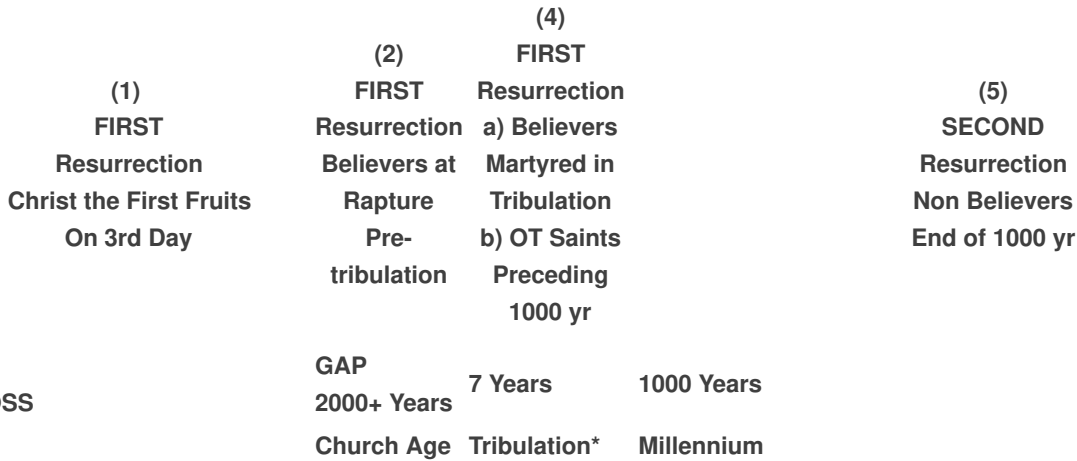 (1)
FIRST
Resurrection
Christ the First Fruits
On 3rd Day
(2)
FIRST
Resurrection
Believers at
Rapture
Pre-
tribulation
(4)
FIRST
Resurrection
a) Believers
Martyred in
Tribulation
b) OT Saints
Preceding
1000 yr
(5)
SECOND
Resurrection
Non Believers
End of 1000 yr
GAP
2000+ Years
7 Years
1000 Years
Church Age
Tribulation*
Millennium